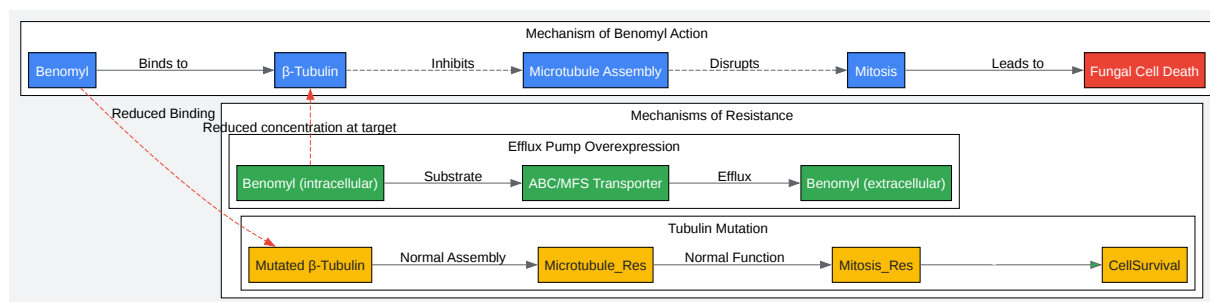 Mechanism of Benomyl Action
Benomyl
Binds to
β-Tubulin
Inhibits
Microtubule Assembly
Disrupts
Mitosis
Leads to
Fungal Cell Death
Reduced Binding
Mechanisms of Resistance
Reduced concentration at target
Efflux Pump Overexpression
Benomyl (intracellular)
Substrate
ABC/MFS Transporter
Efflux
Benomyl (extracellular)
Tubulin Mutation
Mutated β-Tubulin
Normal Assembly
Microtubule_Res
Normal Function
Mitosis_Res
CellSurvival